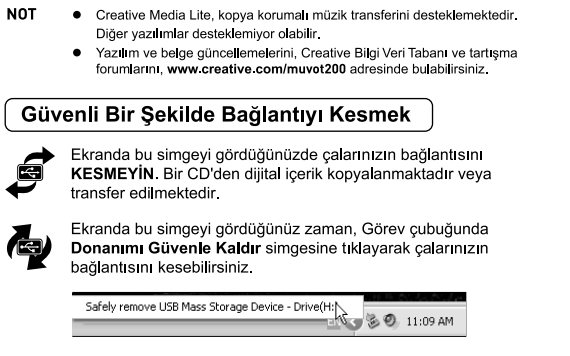 NOT
● Creative Media Lite, kopya korumalı müzik transferini desteklemektedir.
Diğer yazılımlar desteklemiyor olabilir.
● Yazılım ve belge güncellemelerini, Creative Bilgi Veri Tabanı ve tartışma
forumlarını, www.creative.com/muvot200 adresinde bulabilirsiniz.
Güvenli Bir Şekilde Bağlantıyı Kesmek
Ekranda bu simgeyi gördüğünüzde çalarınızın bağlantısını
KESMEYİN. Bir CD'den dijital içerik kopyalanmaktadır veya
transfer edilmektedir.
Ekranda bu simgeyi gördüğünüz zaman, Görev çubuğunda
Donanımı Güvenle Kaldır simgesine tıklayarak çalarınızın
bağlantısını kesebilirsiniz.
Safely remove USB Mass Storage Device - Drive(H:)
EN 11:09 AM